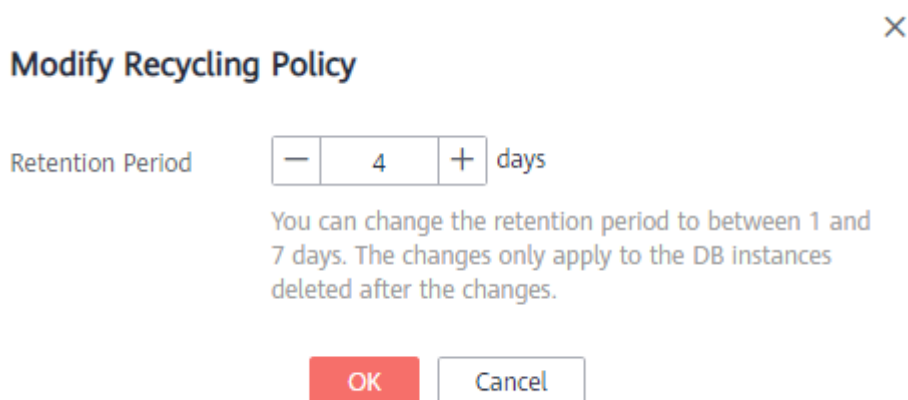 Modify Recycling Policy
Retention Period
4
days
You can change the retention period to between 1 and
7 days. The changes only apply to the DB instances
deleted after the changes.
OK
Cancel